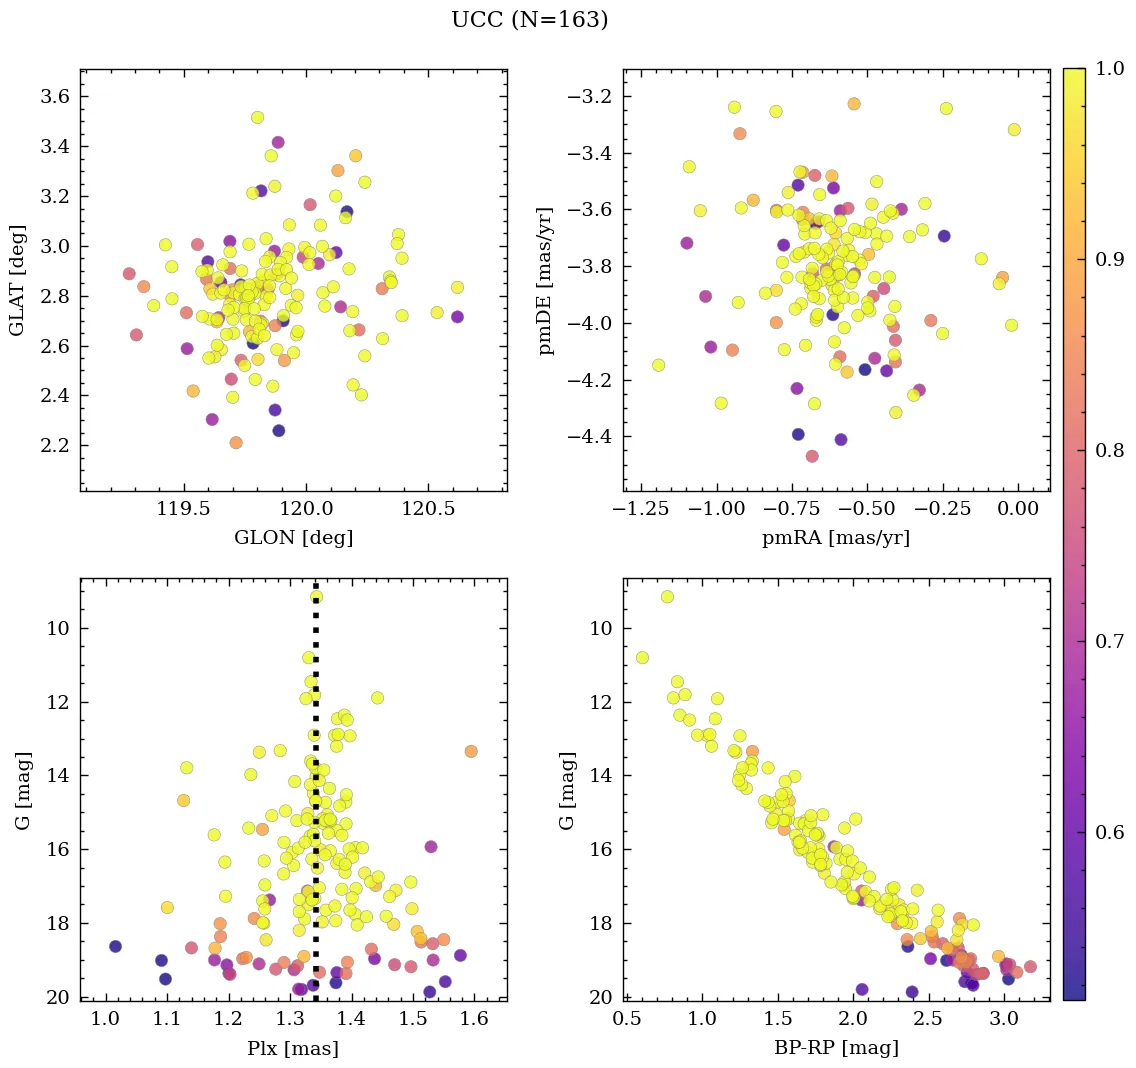 UCC (N=163)
3.6
3.4
3.2
3.0
2.8
2.6
2.4
2.2
GLAT [deg]
119.5 120.0 120.5
GLON [deg]
−3.2
−3.4
−3.6
−3.8
−4.0
−4.2
−4.4
pmDE [mas/yr]
−1.25 −1.00 −0.75 −0.50 −0.25 0.00
pmRA [mas/yr]
1.0
0.9
0.8
0.7
0.6
10
12
14
16
18
20
G [mag]
1.0 1.1 1.2 1.3 1.4 1.5 1.6
Plx [mas]
10
12
14
16
18
20
G [mag]
0.5 1.0 1.5 2.0 2.5 3.0
BP-RP [mag]